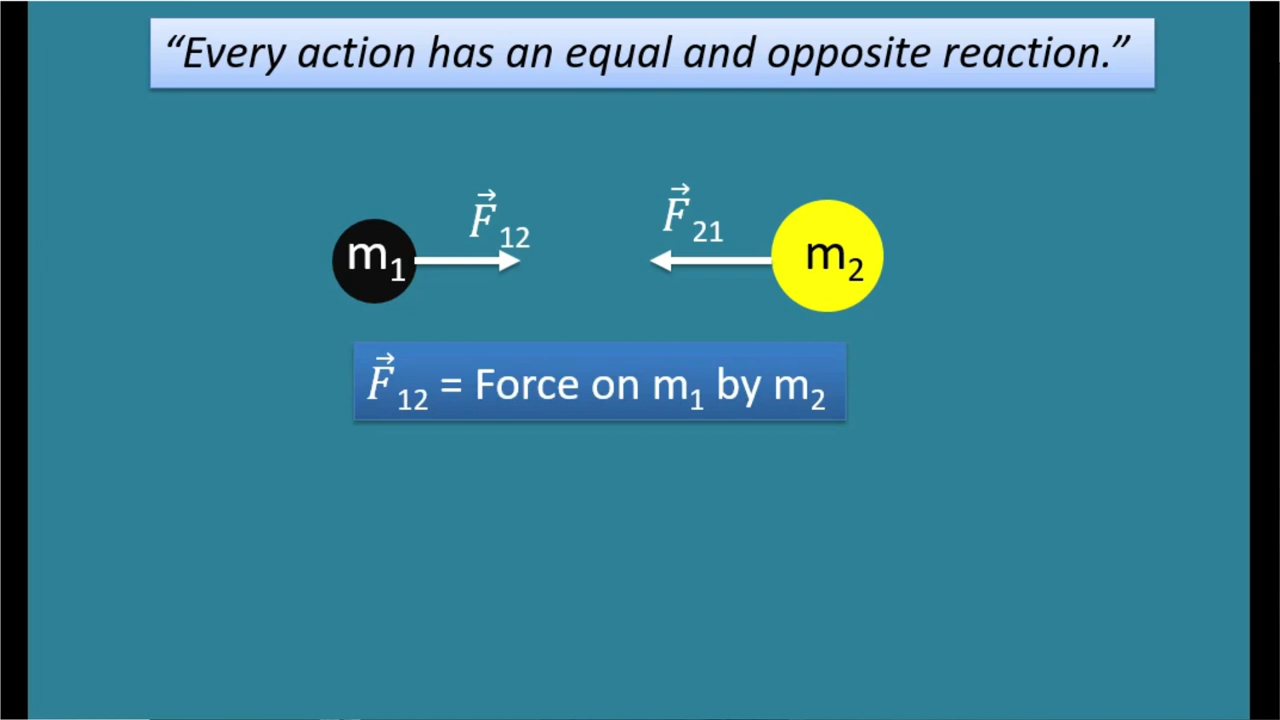 “Every action has an equal and opposite reaction.”
F⃗₁₂ F⃗₂₁
m₁ m₂
F⃗₁₂ = Force on m₁ by m₂